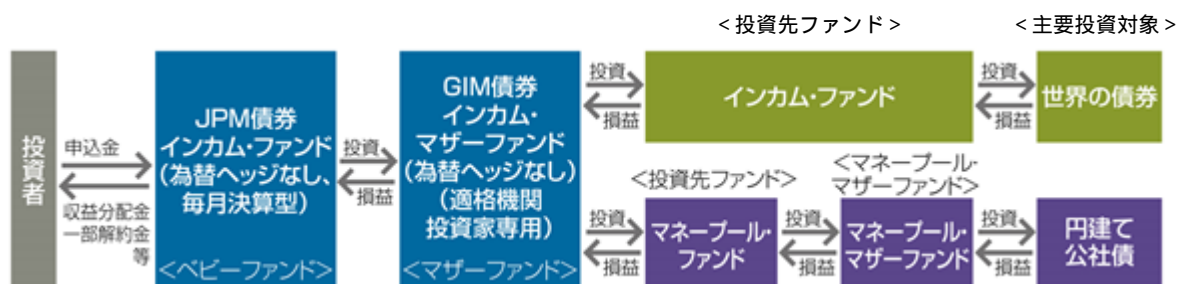 <投資先ファンド>
<主要投資対象>
投資者
申込金
収益分配金
一部解約金
等
JPM債券
インカム・ファンド
(為替ヘッジなし、
毎月決算型)
<ベビーファンド>
投資
損益
GIM債券
インカム・
マザーファンド
(為替ヘッジなし)
(適格機関
投資家専用)
<マザーファンド>
投資
損益
インカム・ファンド
投資
損益
世界の債券
投資
損益
<投資先ファンド>
マネープール・
ファンド
投資
損益
<マネープール・
マザーファンド>
マネープール・
マザーファンド
投資
損益
円建て
公社債